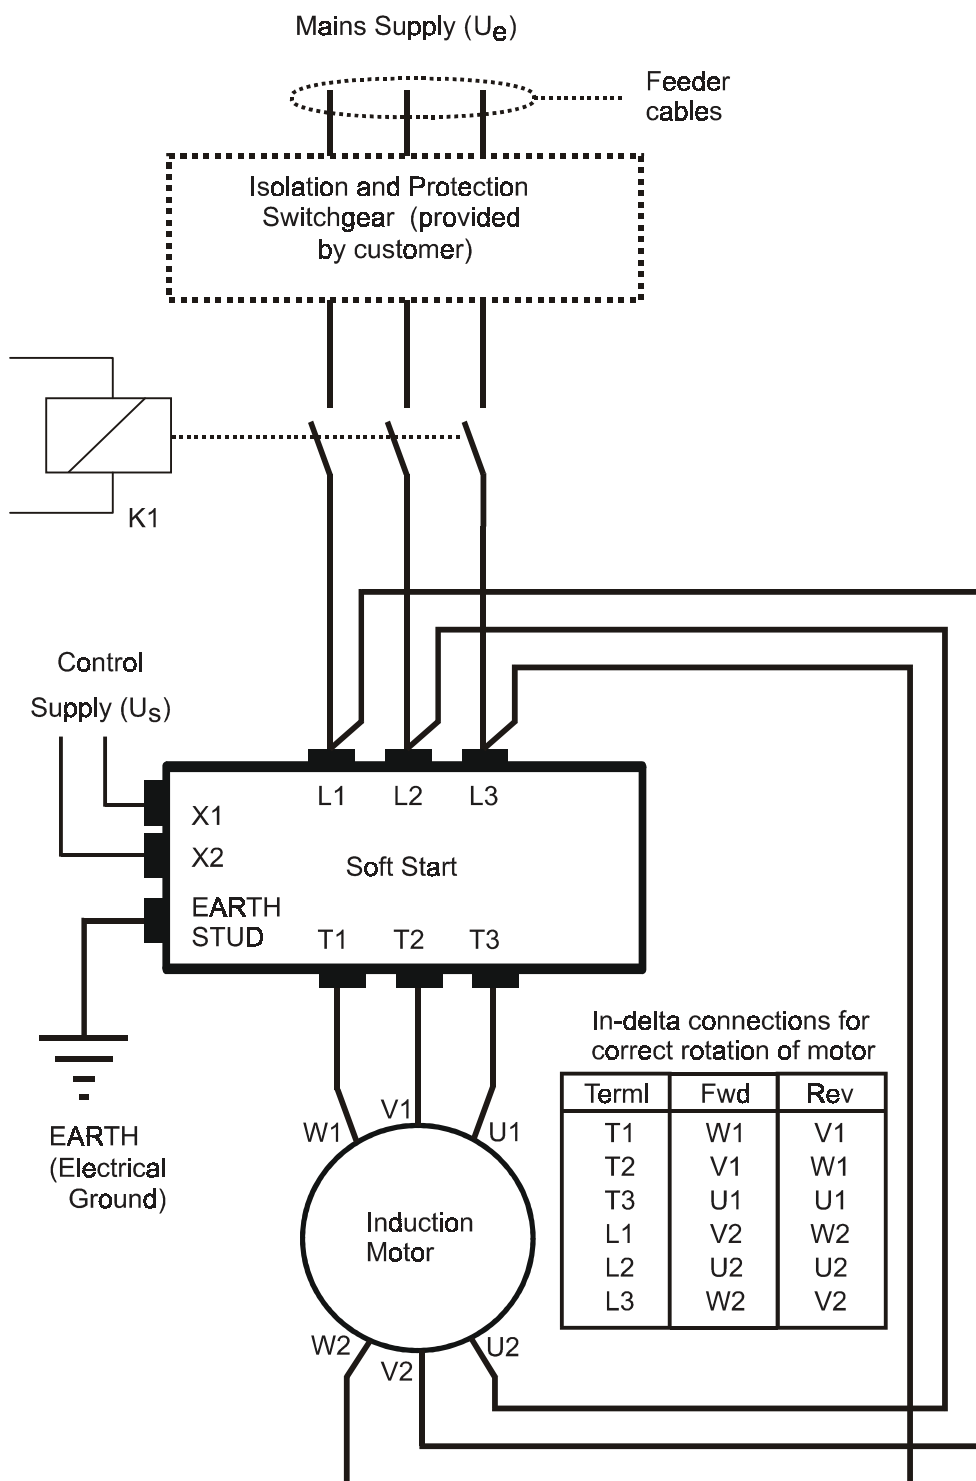 Mains Supply (Ue)
Feeder
cables
Isolation and Protection
Switchgear (provided
by customer)
K1
Control
Supply (Us)
L1 L2 L3
X1
X2
Soft Start
EARTH
STUD
T1 T2 T3
In-delta connections for
correct rotation of motor
Terml Fwd Rev
T1 W1 V1
T2 V1 W1
T3 U1 U1
L1 V2 W2
L2 U2 U2
L3 W2 V2
EARTH
(Electrical
Ground)
W1 V1 U1
Induction
Motor
W2 V2 U2